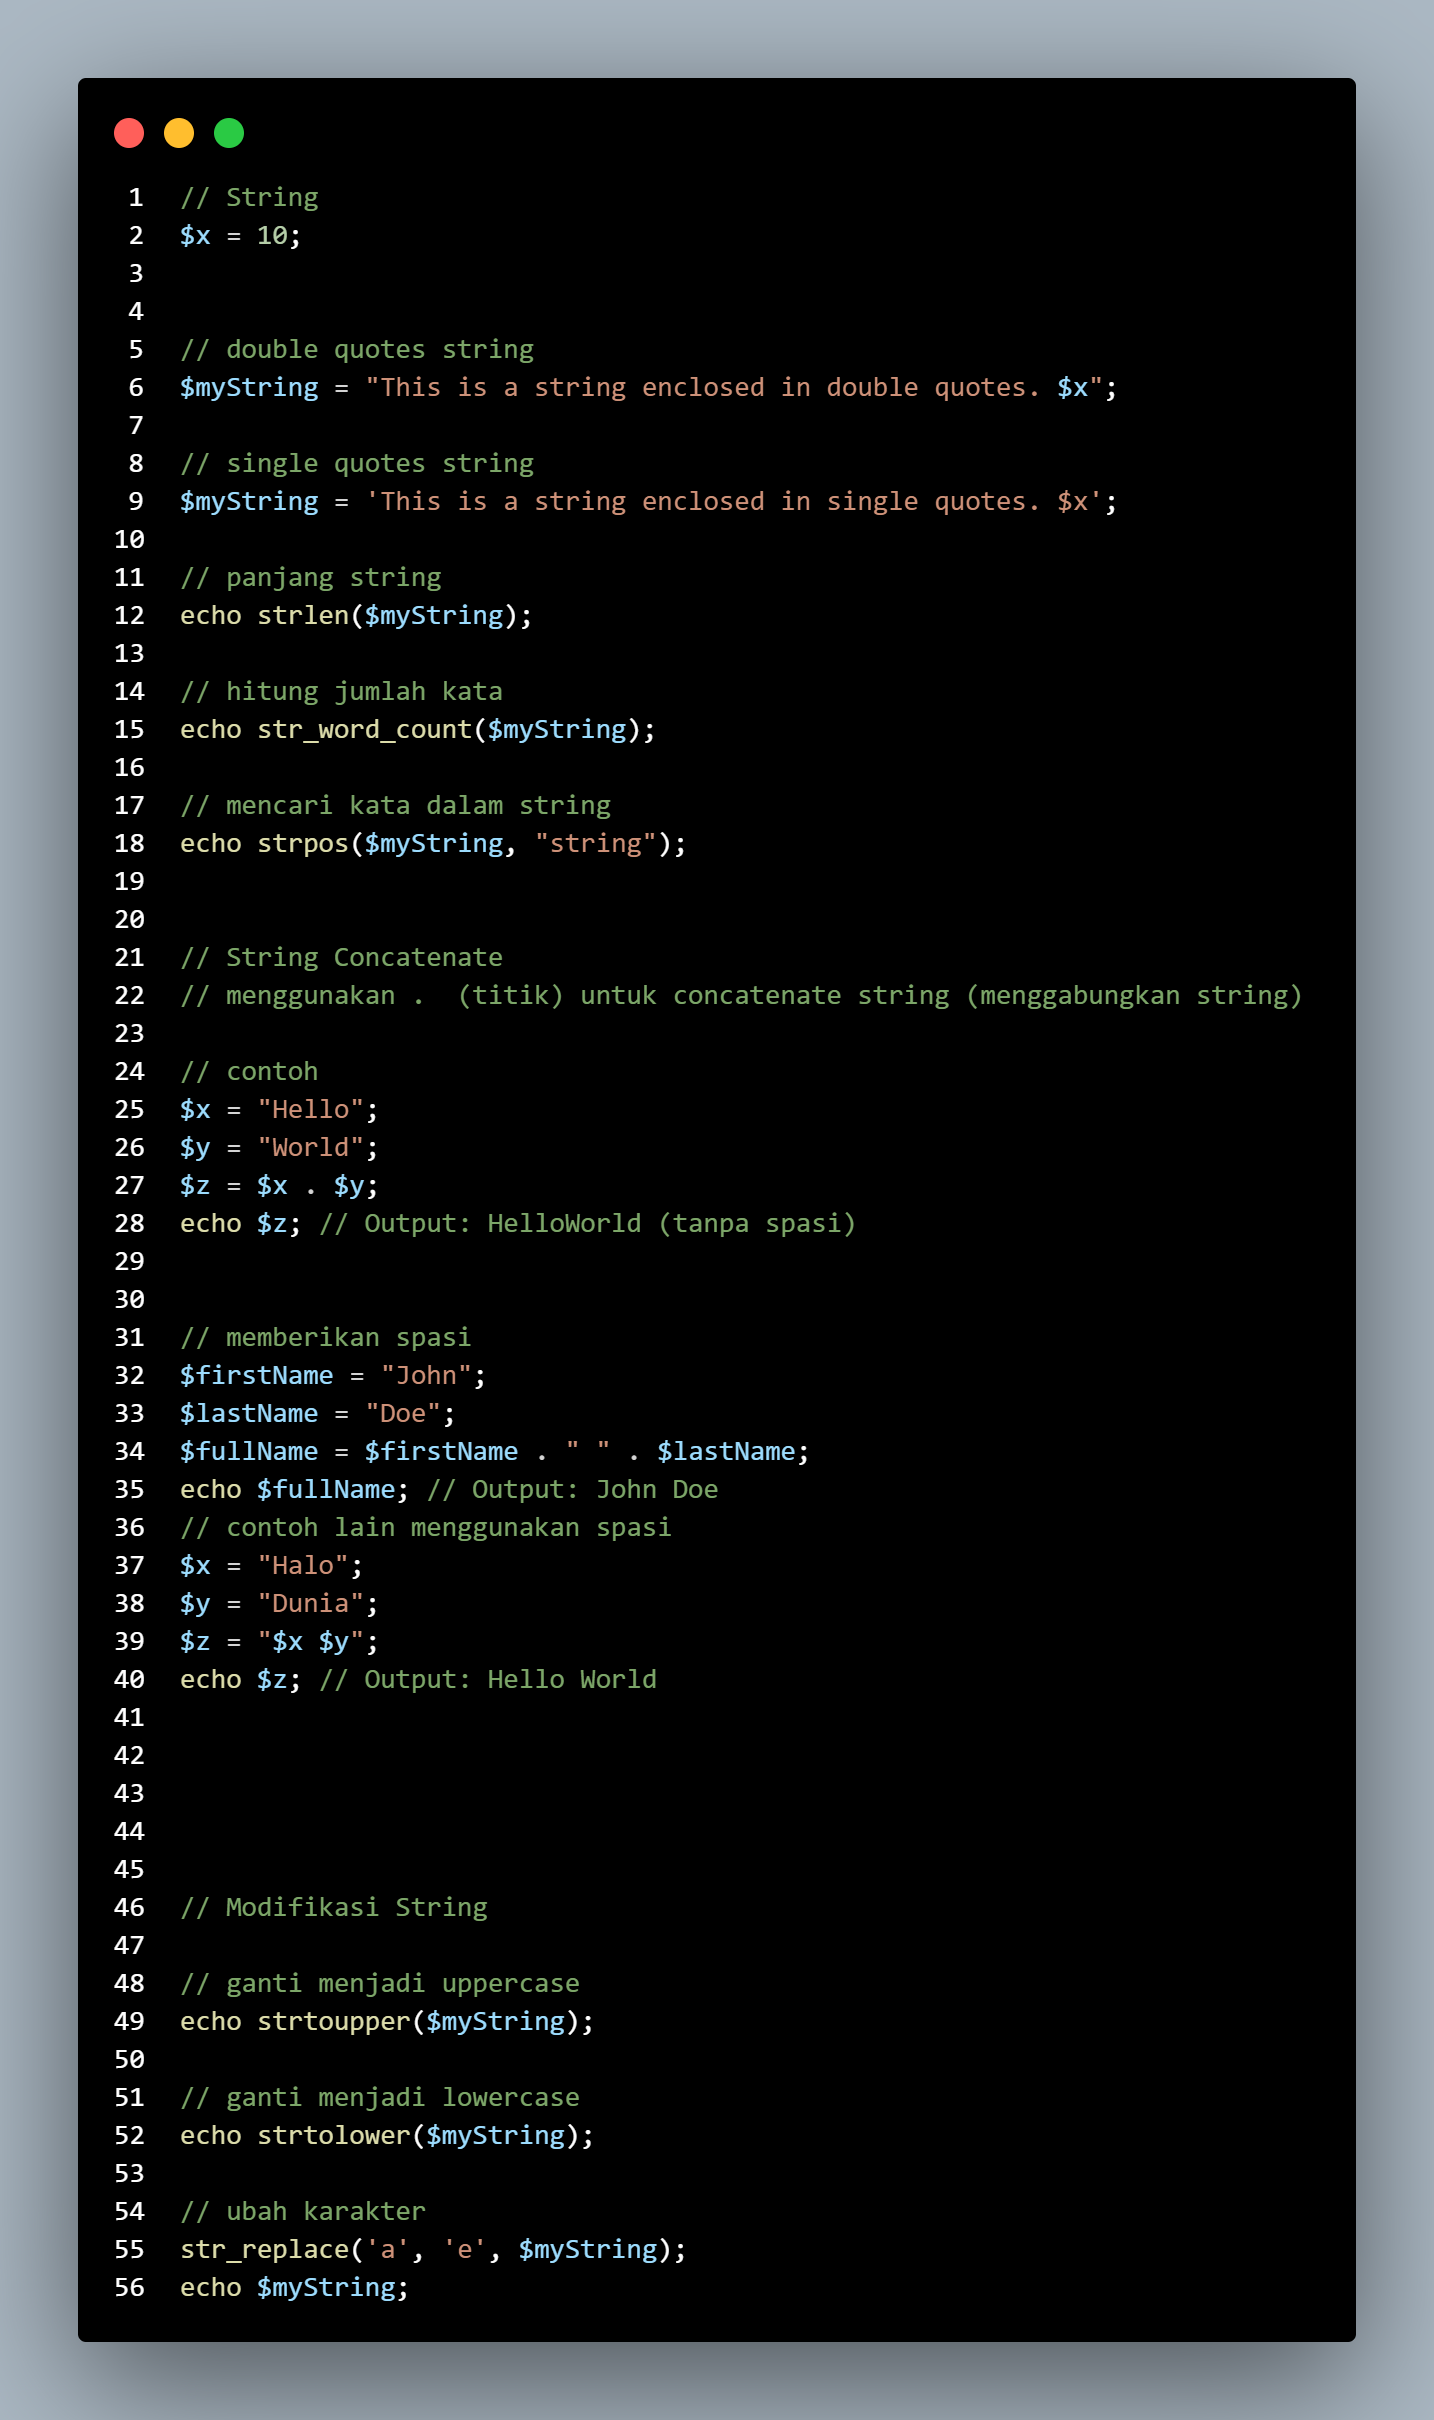 1 // String
2 $x = 10;
3
4
5 // double quotes string
6 $myString = "This is a string enclosed in double quotes. $x";
7
8 // single quotes string
9 $myString = 'This is a string enclosed in single quotes. $x';
10
11 // panjang string
12 echo strlen($myString);
13
14 // hitung jumlah kata
15 echo str_word_count($myString);
16
17 // mencari kata dalam string
18 echo strpos($myString, "string");
19
20
21 // String Concatenate
22 // menggunakan .  (titik) untuk concatenate string (menggabungkan string)
23
24 // contoh
25 $x = "Hello";
26 $y = "World";
27 $z = $x . $y;
28 echo $z; // Output: HelloWorld (tanpa spasi)
29
30
31 // memberikan spasi
32 $firstName = "John";
33 $lastName = "Doe";
34 $fullName = $firstName . " " . $lastName;
35 echo $fullName; // Output: John Doe
36 // contoh lain menggunakan spasi
37 $x = "Halo";
38 $y = "Dunia";
39 $z = "$x $y";
40 echo $z; // Output: Hello World
41
42
43
44
45
46 // Modifikasi String
47
48 // ganti menjadi uppercase
49 echo strtoupper($myString);
50
51 // ganti menjadi lowercase
52 echo strtolower($myString);
53
54 // ubah karakter
55 str_replace('a', 'e', $myString);
56 echo $myString;